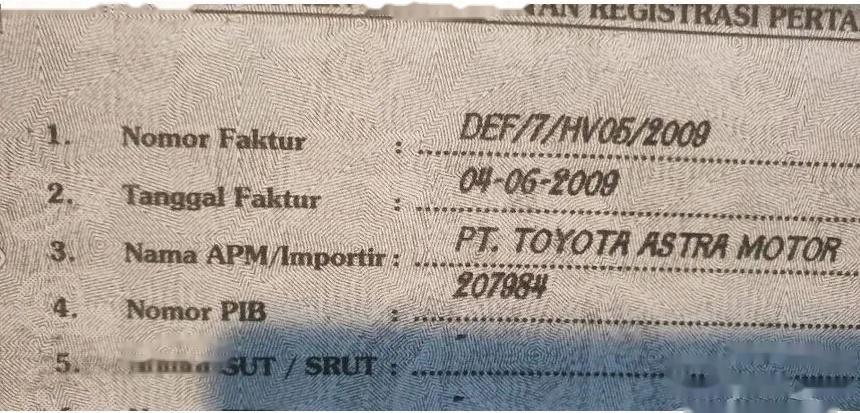 REGISTRASI PERTA
1. Nomor Faktur : DEF/7/HV05/2009
2. Tanggal Faktur : 04-06-2009
3. Nama APM/Importir : PT. TOYOTA ASTRA MOTOR
4. Nomor PIB : 207984
5. SUT / SRUT : -